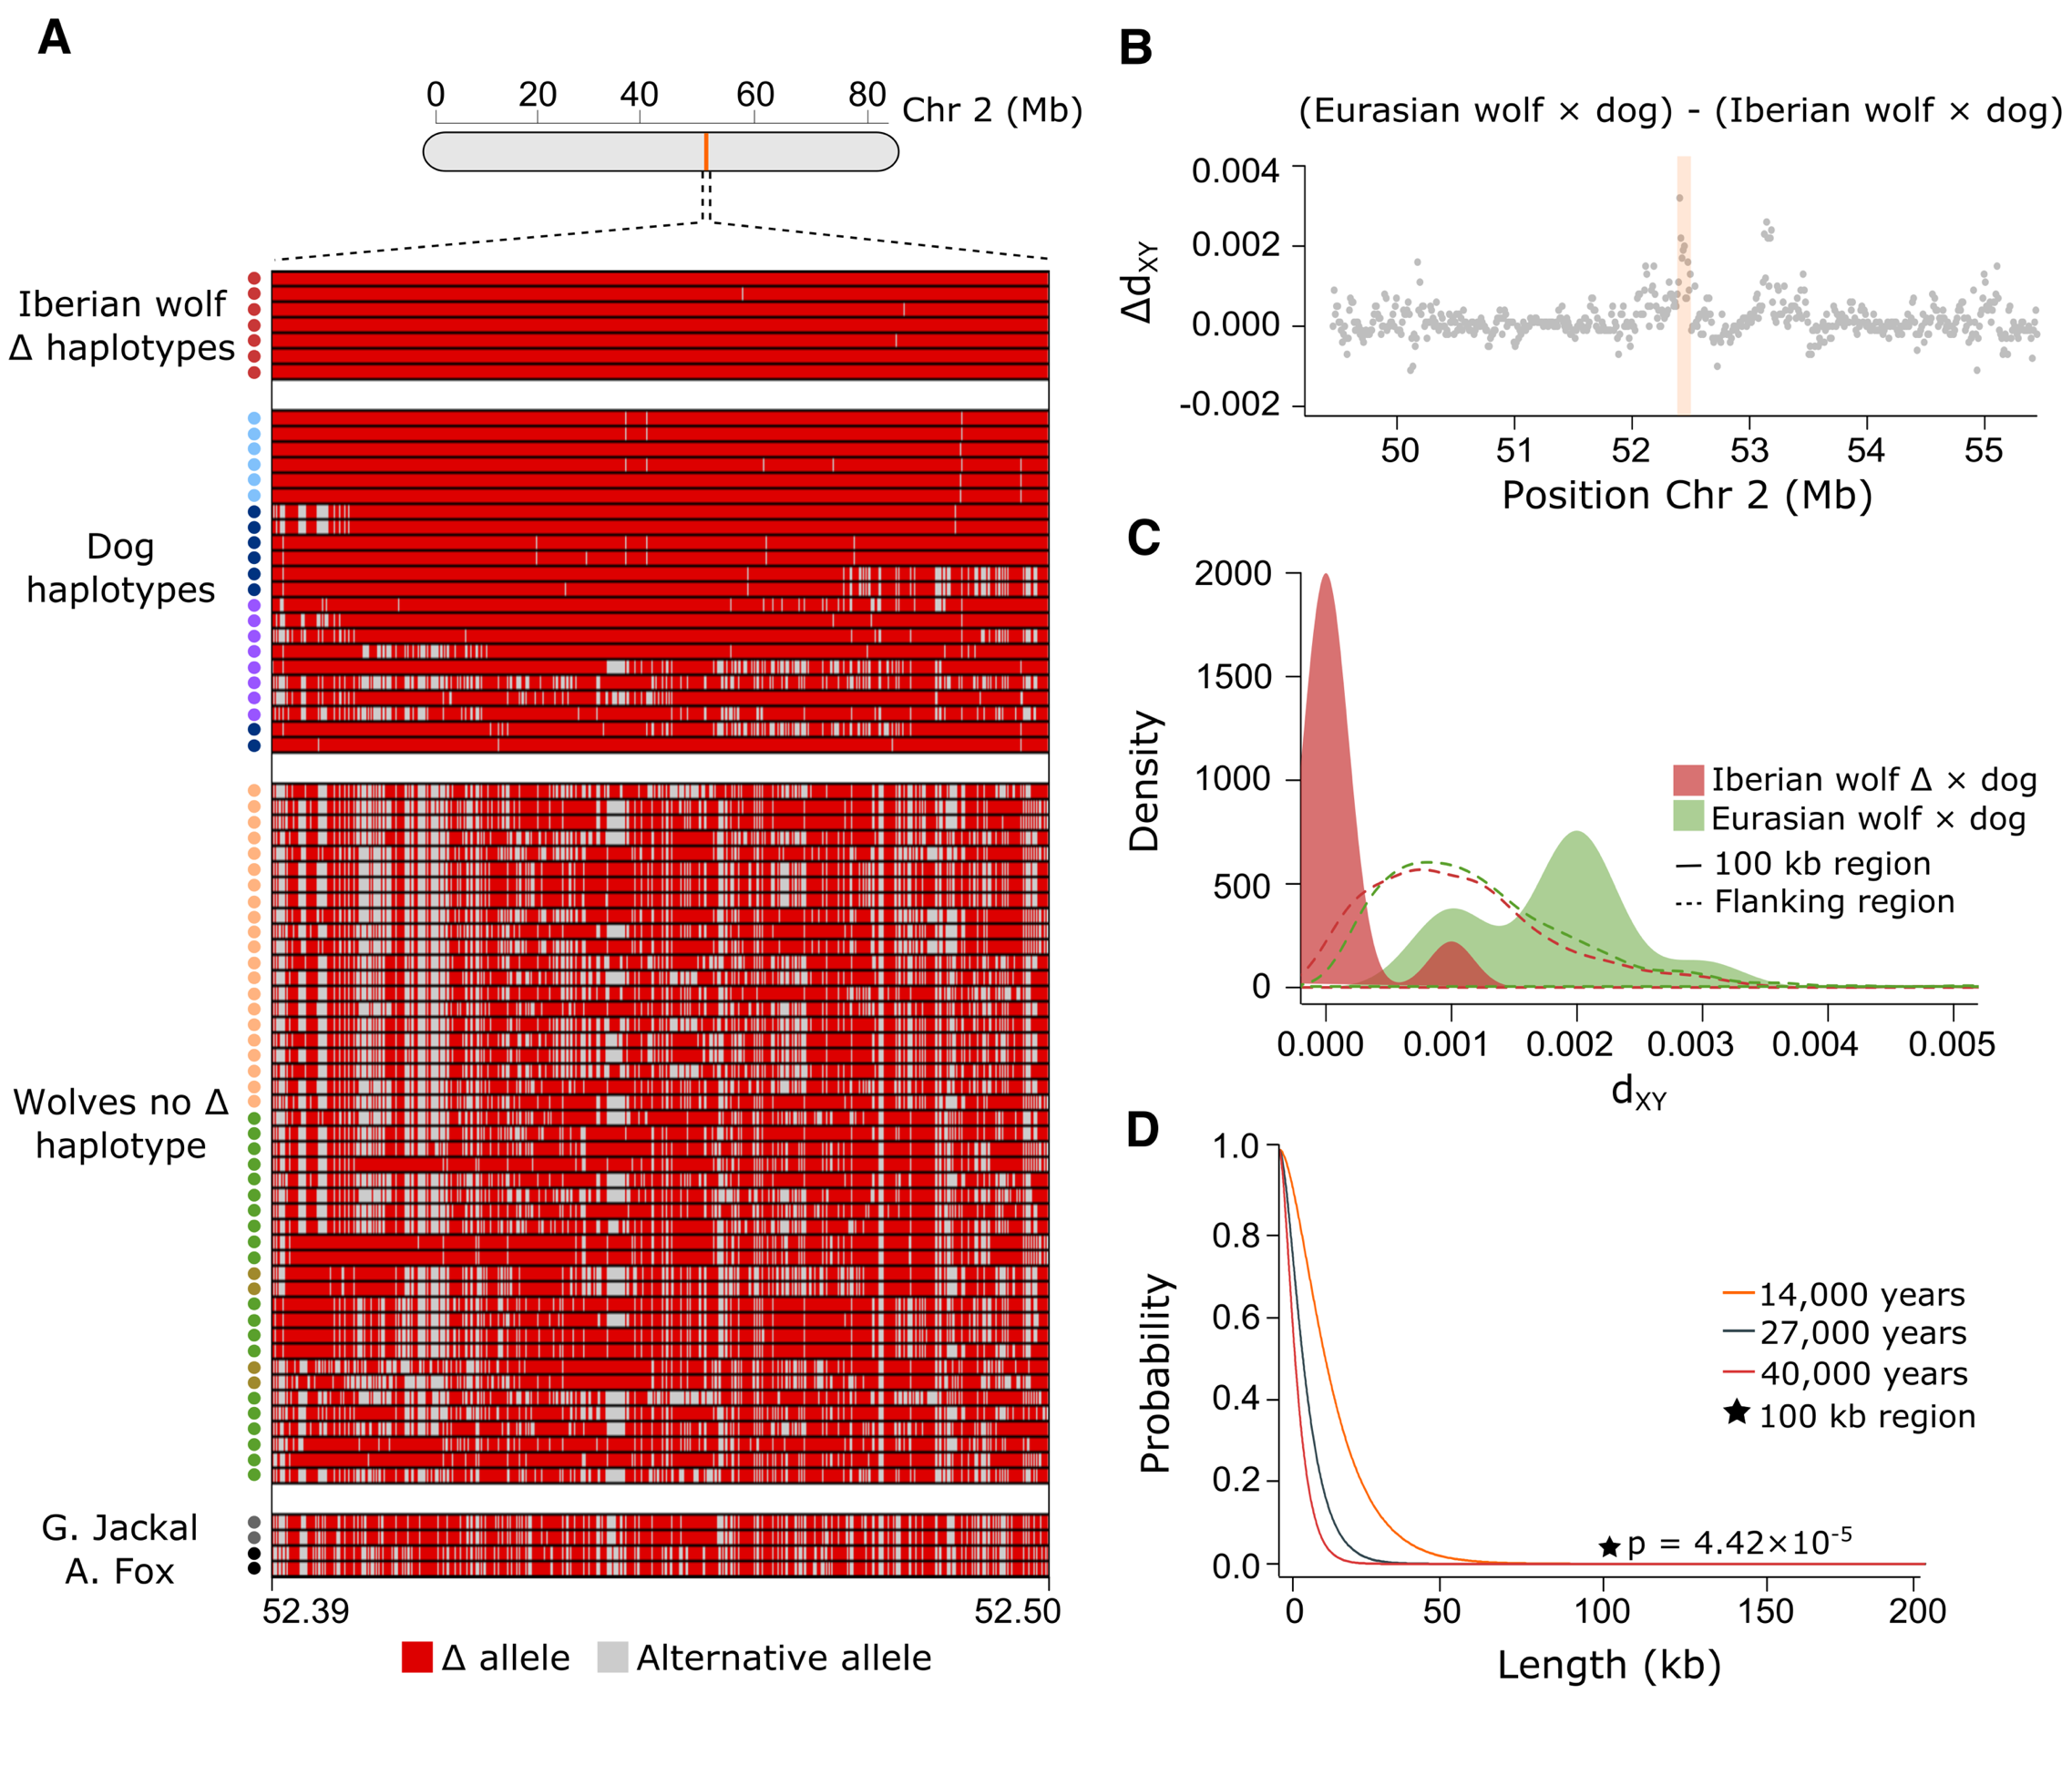 A
0 20 40 60 80 Chr 2 (Mb)
Iberian wolf
Δ haplotypes
Dog
haplotypes
Wolves no Δ
haplotype
G. Jackal
A. Fox
52.39 52.50
Δ allele Alternative allele
B
(Eurasian wolf × dog) - (Iberian wolf × dog)
0.004
0.002
0.000
-0.002
ΔdXY
50 51 52 53 54 55
Position Chr 2 (Mb)
C
2000
1500
1000
500
0
Density
Iberian wolf Δ × dog
Eurasian wolf × dog
100 kb region
Flanking region
0.000 0.001 0.002 0.003 0.004 0.005
dXY
D
1.0
0.8
0.6
0.4
0.2
0.0
Probability
14,000 years
27,000 years
40,000 years
100 kb region
p = 4.42×10-5
0 50 100 150 200
Length (kb)